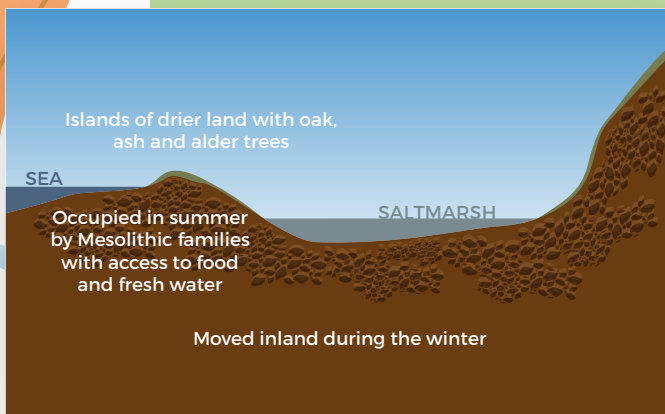 Islands of drier land with oak,
ash and alder trees
SEA
SALTMARSH
Occupied in summer
by Mesolithic families
with access to food
and fresh water
Moved inland during the winter